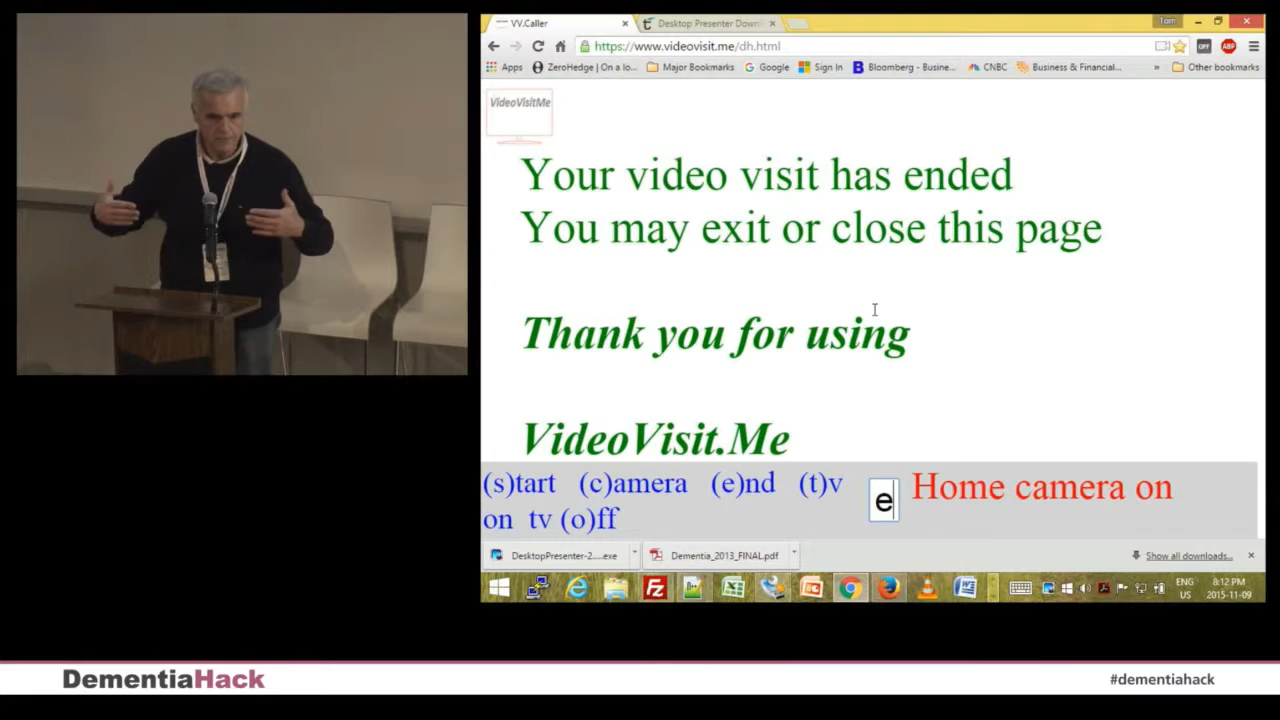 VV.Caller
Desktop Presenter Down
Tom
https://www.videovisit.me/dh.html
OFF
ABP
Apps
ZeroHedge | On a lo...
Major Bookmarks
Google
Sign In
Bloomberg - Busine...
CNBC
Business & Financial...
»
Other bookmarks
VideoVisitMe
Your video visit has ended
You may exit or close this page
Thank you for using
VideoVisit.Me
(s)tart (c)amera (e)nd (t)v
on tv (o)ff
e
Home camera on
DesktopPresenter-2....exe
Dementia_2013_FINAL.pdf
Show all downloads...
ENG
US
8:12 PM
2015-11-09
DementiaHack
#dementiahack